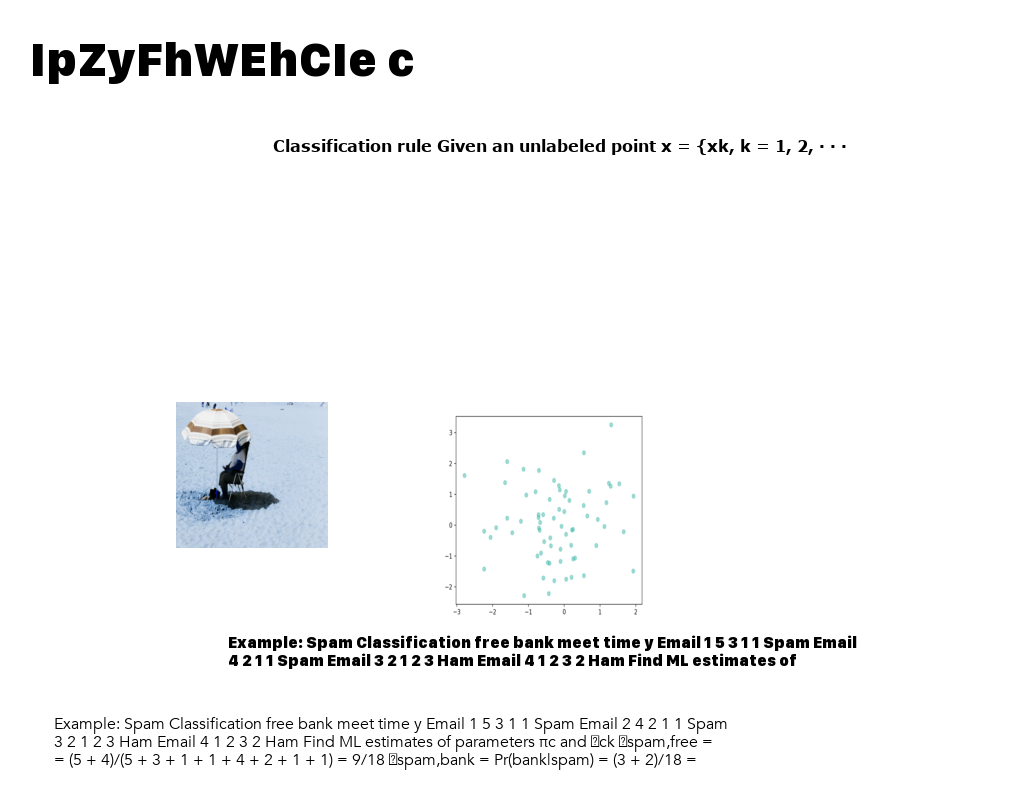 IpZyFhWEhCIe c
Classification rule Given an unlabeled point x = {xk, k = 1, 2, · · ·
3
2
1
0
−1
−2
−3 −2 −1 0 1 2
Example: Spam Classification free bank meet time y Email 1 5 3 1 1 Spam Email
4 2 1 1 Spam Email 3 2 1 2 3 Ham Email 4 1 2 3 2 Ham Find ML estimates of
Example: Spam Classification free bank meet time y Email 1 5 3 1 1 Spam Email 2 4 2 1 1 Spam
3 2 1 2 3 Ham Email 4 1 2 3 2 Ham Find ML estimates of parameters πc and ck spam,free =
= (5 + 4)/(5 + 3 + 1 + 1 + 4 + 2 + 1 + 1) = 9/18 spam,bank = Pr(bank|spam) = (3 + 2)/18 =